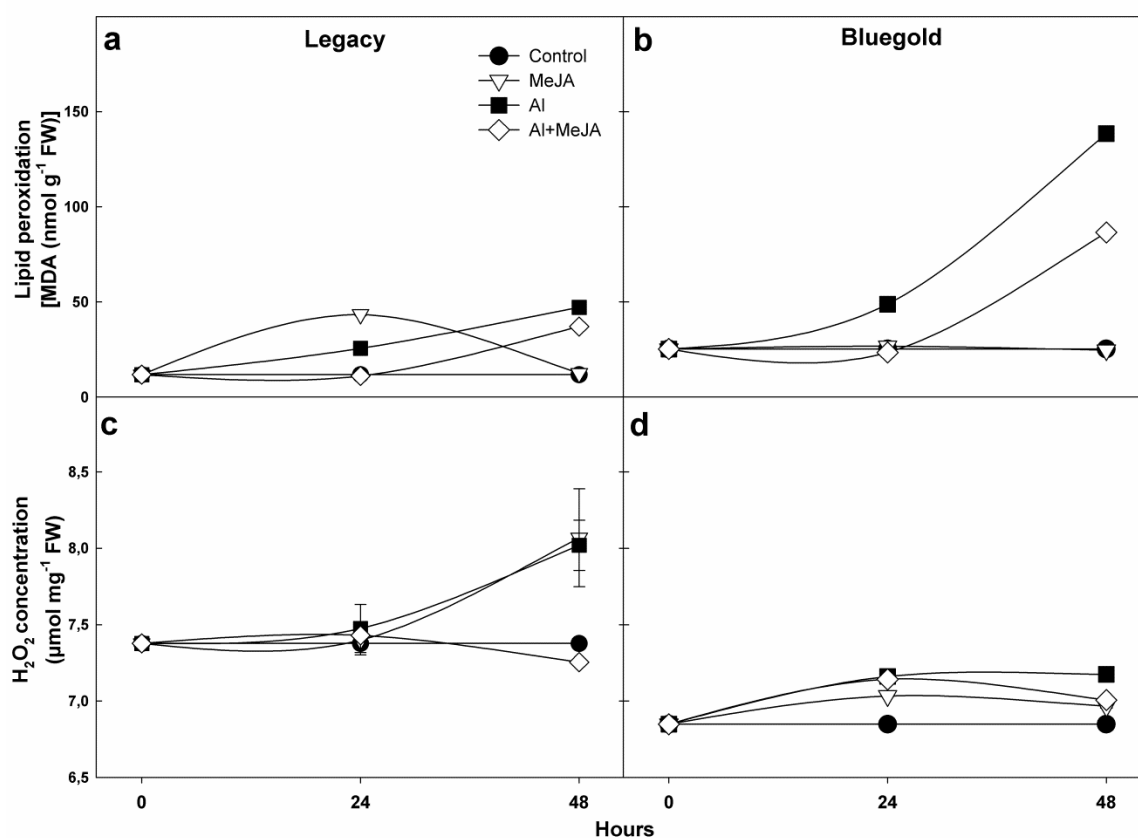 a
Legacy
Control
MeJA
Al
Al+MeJA
b
Bluegold
Lipid peroxidation
[MDA (nmol g⁻¹ FW)]
150
100
50
0
c
d
H₂O₂ concentration
(µmol mg⁻¹ FW)
8,5
8,0
7,5
7,0
6,5
0
24
48
0
24
48
Hours